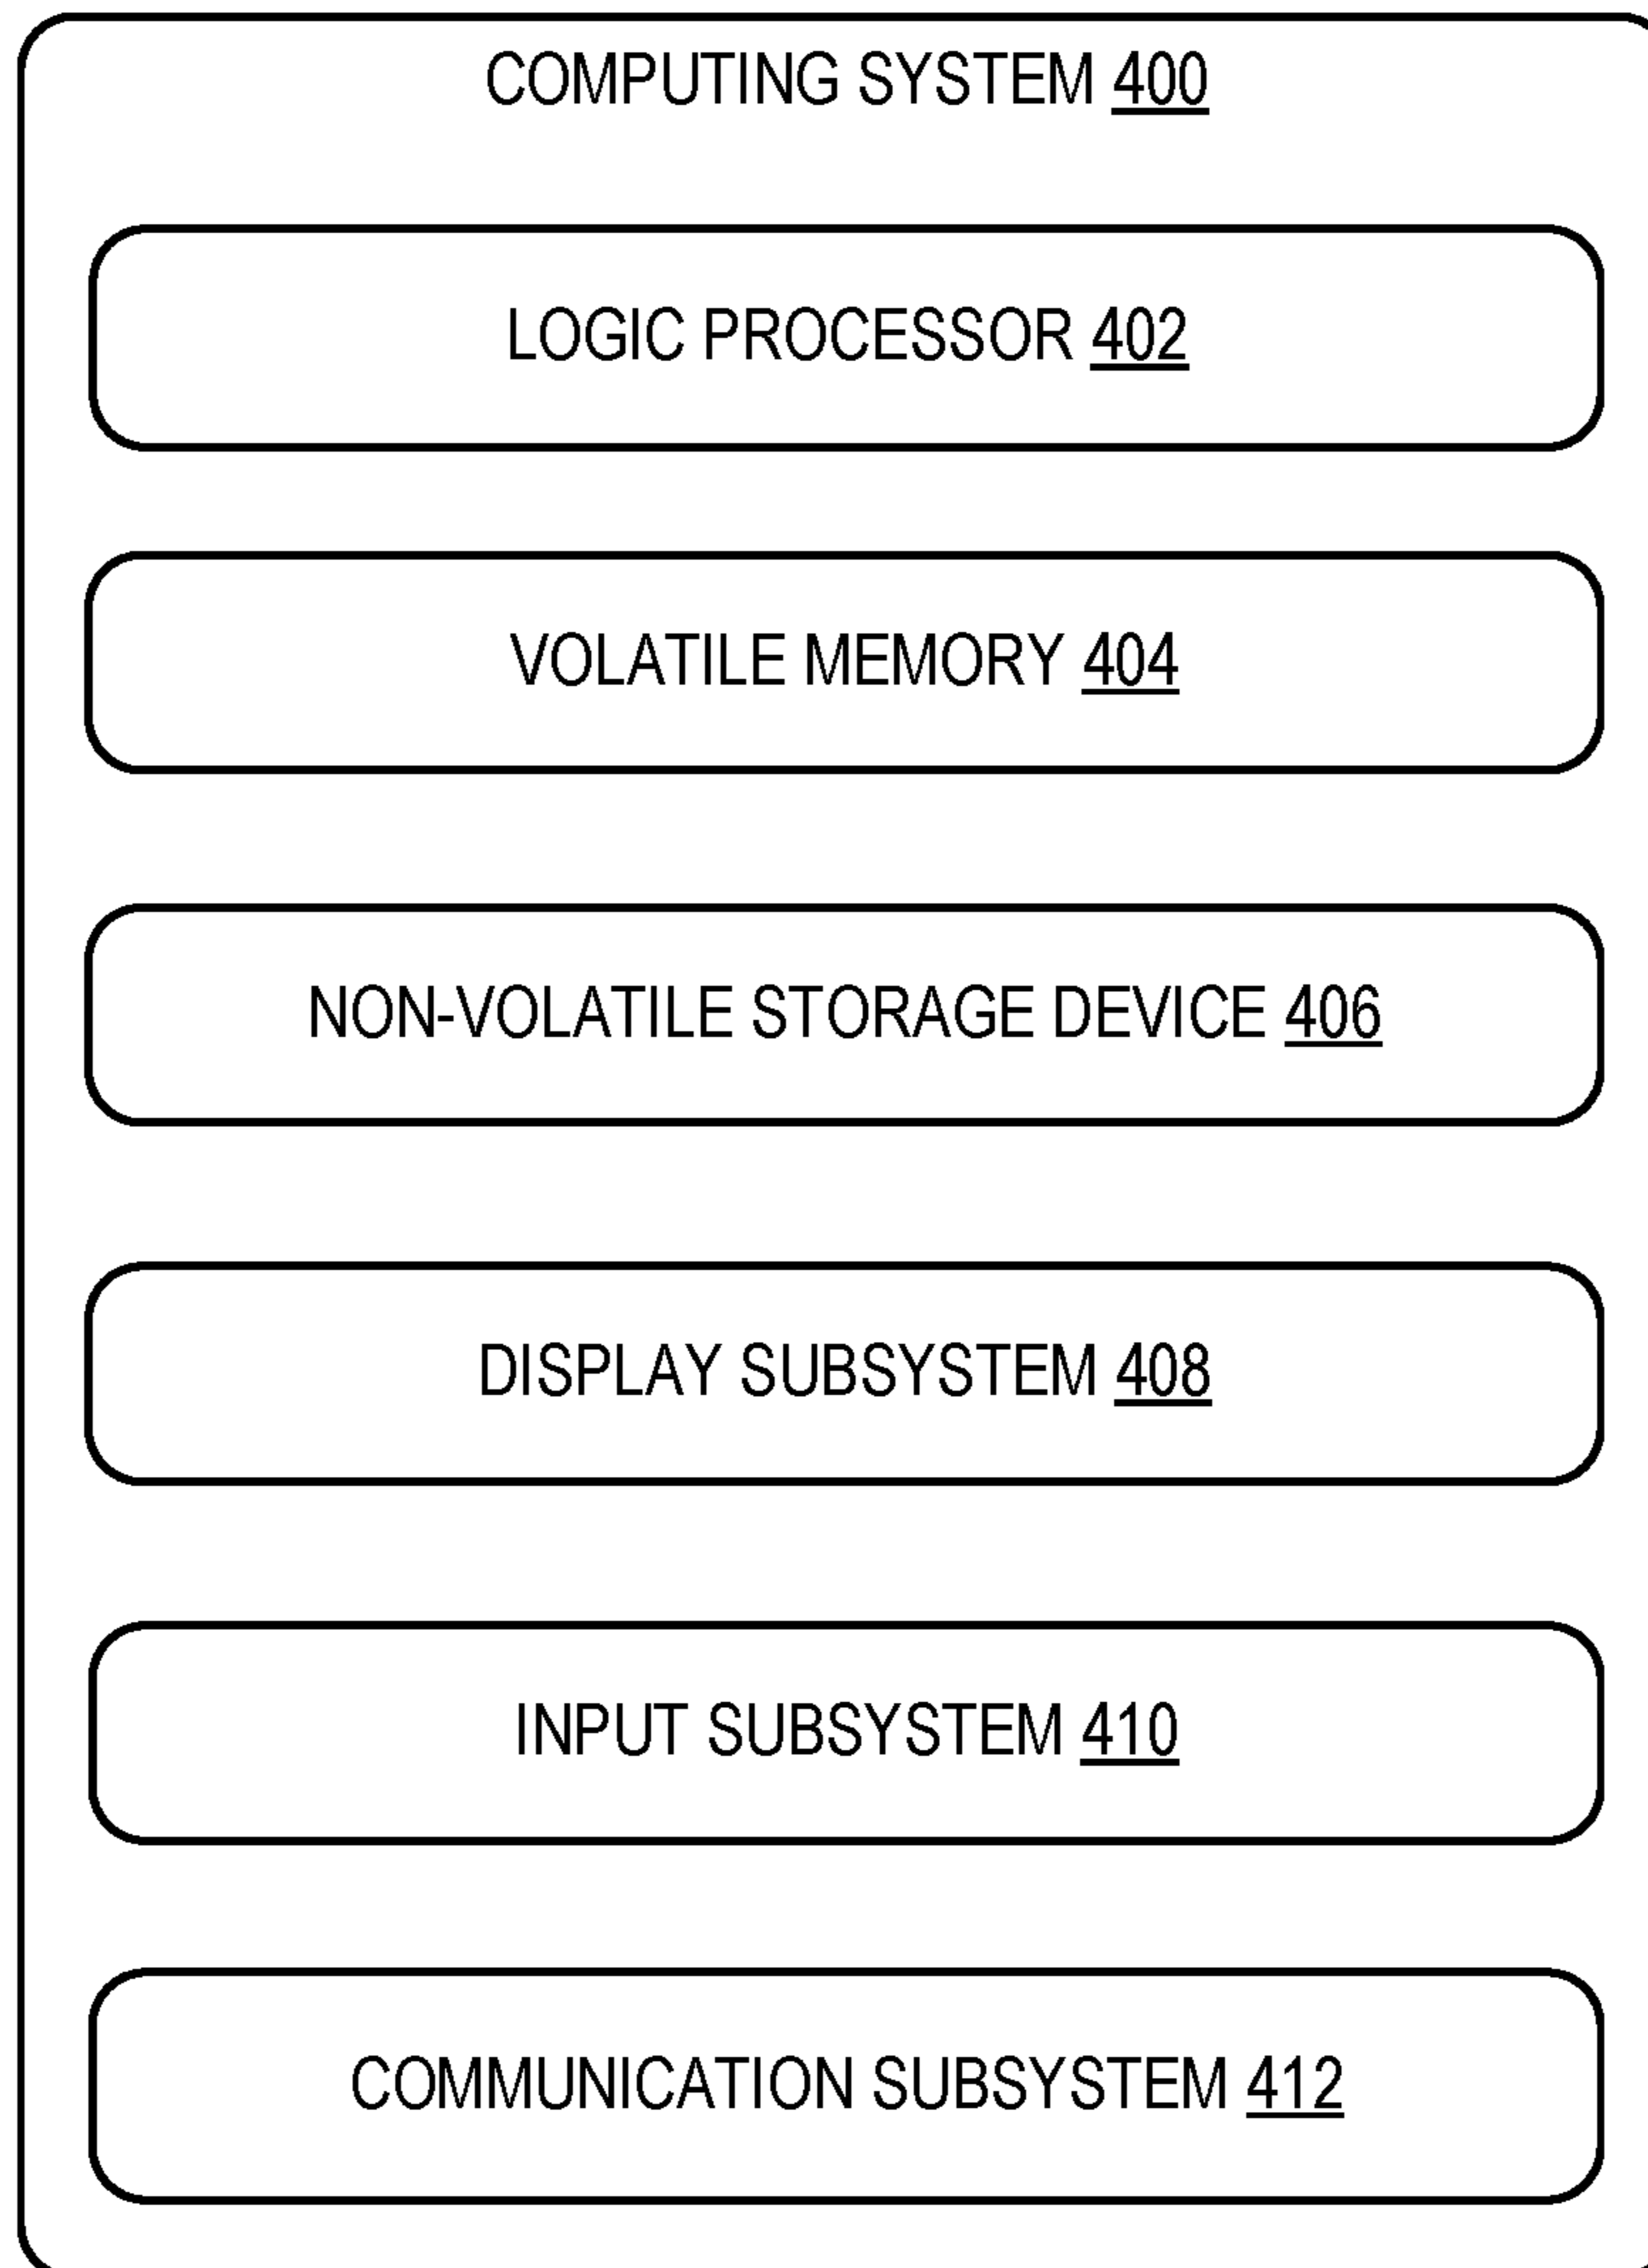 COMPUTING SYSTEM 400
LOGIC PROCESSOR 402
VOLATILE MEMORY 404
NON-VOLATILE STORAGE DEVICE 406
DISPLAY SUBSYSTEM 408
INPUT SUBSYSTEM 410
COMMUNICATION SUBSYSTEM 412